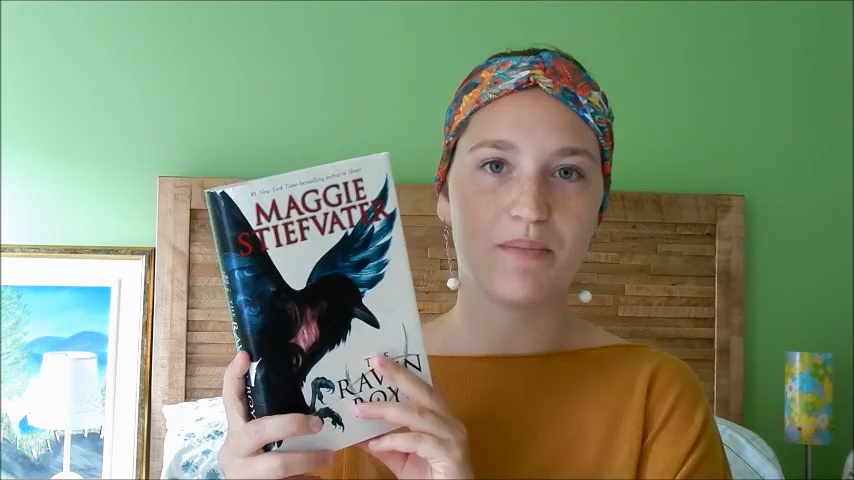 #1 New York Times bestselling author of Shiver
MAGGIE
STIEFVATER
THE
RAVEN
BOYS